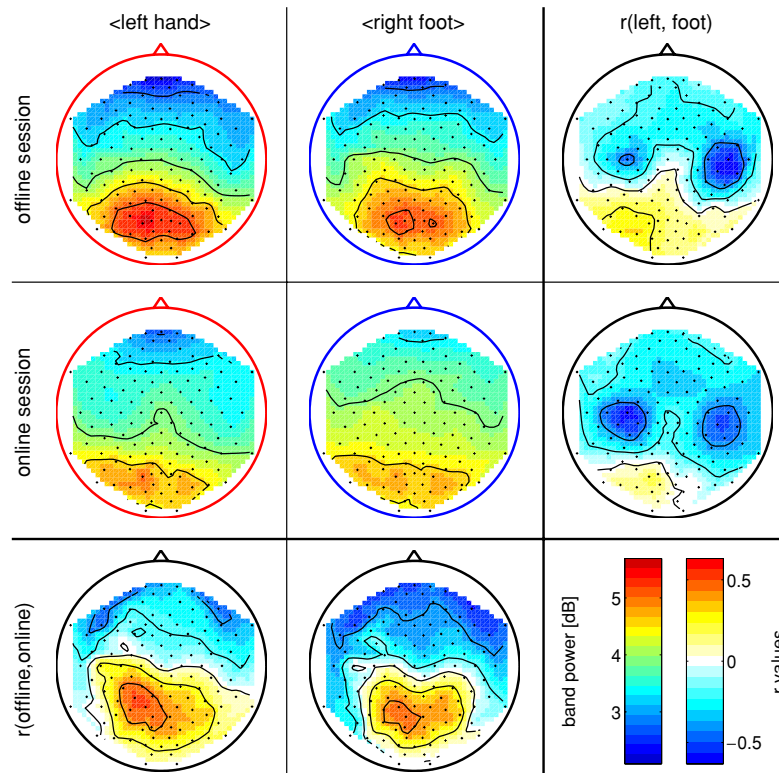 <left hand>
<right foot>
r(left, foot)
offline session
online session
r(offline,online)
band power [dB]
5
4
3
0.5
0
−0.5
r values